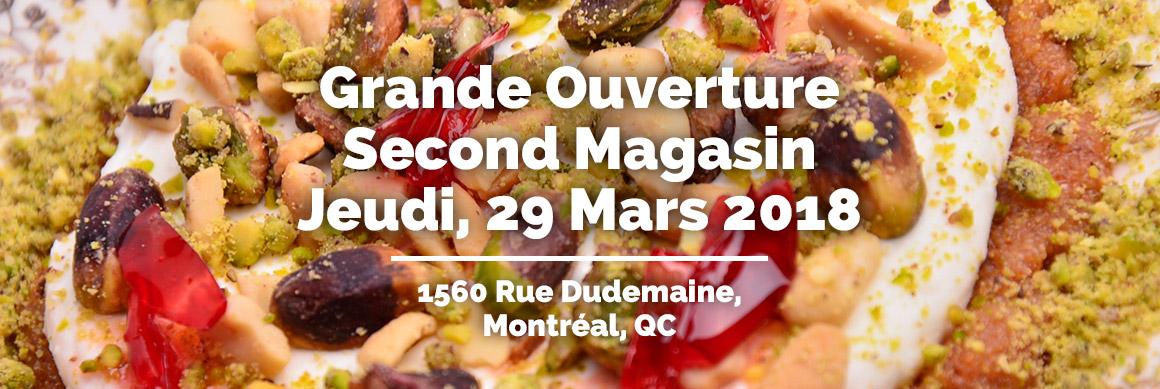 Grande Ouverture
Second Magasin
Jeudi, 29 Mars 2018
1560 Rue Dudemaine,
Montréal, QC